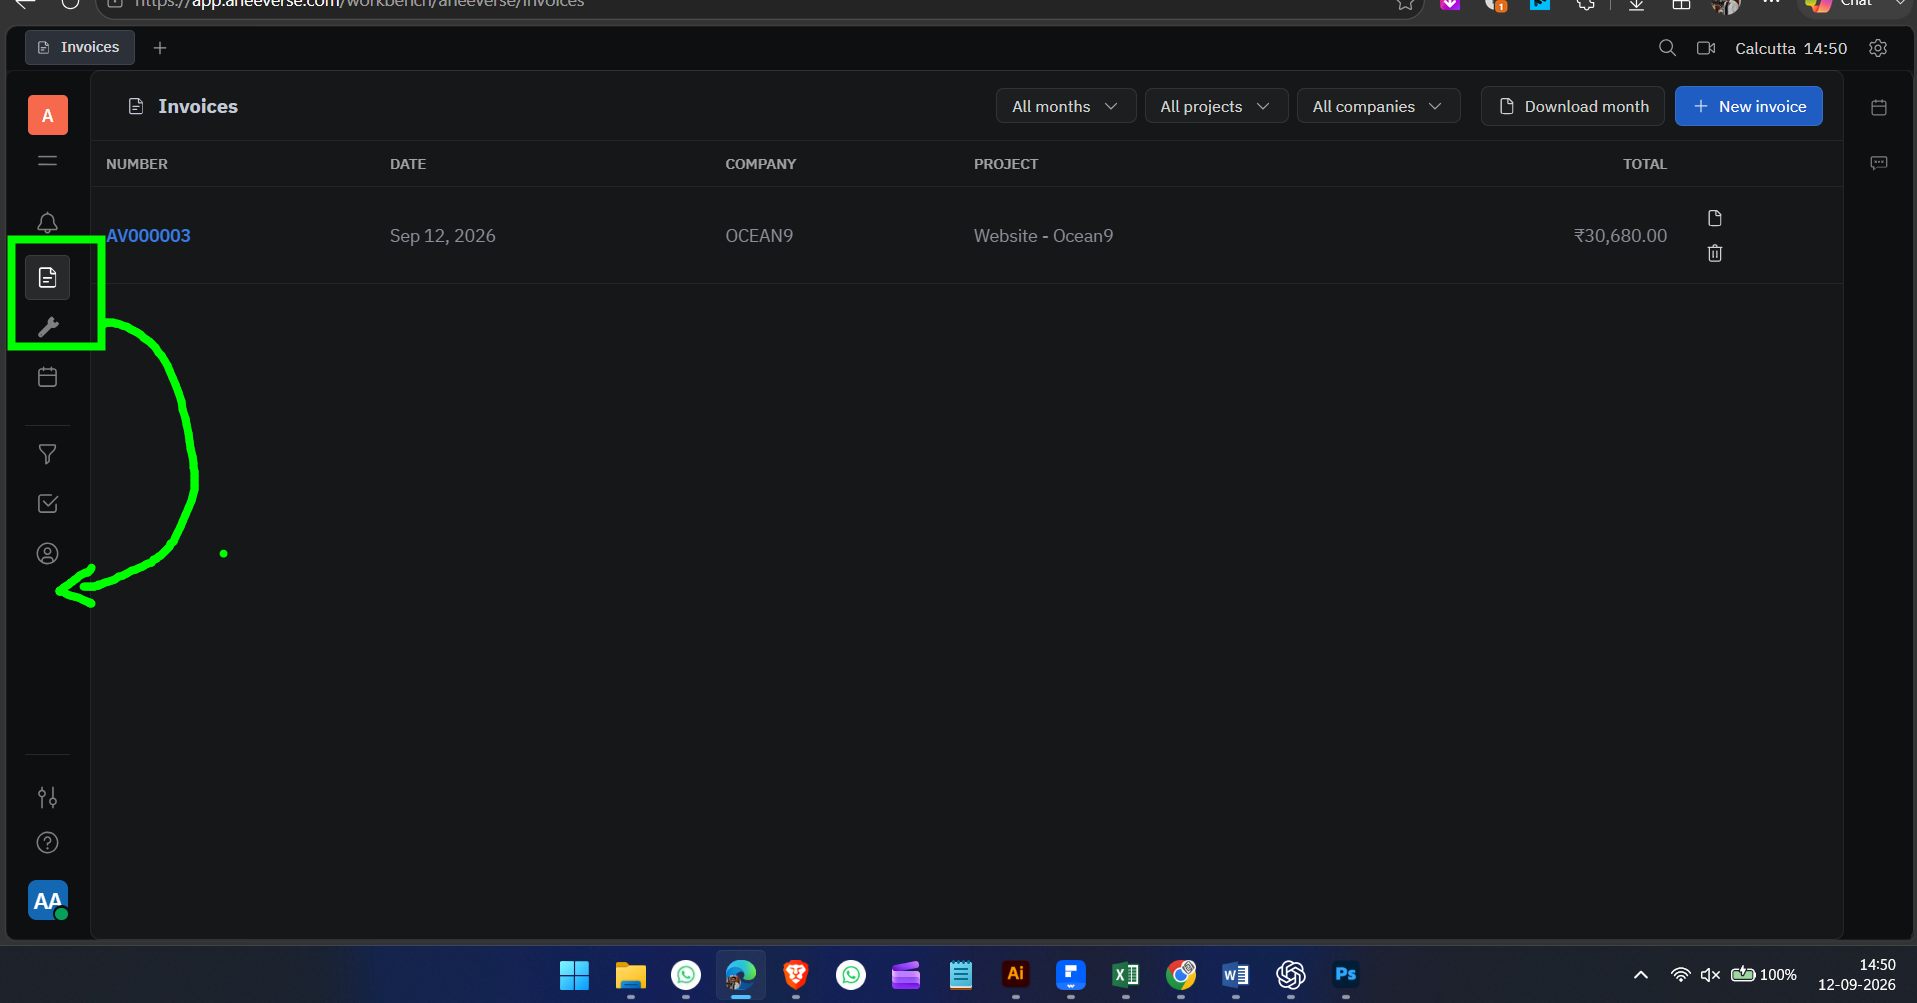 https://app.aneeverse.com/workbench/aneeverse/invoices
1
Chat
Invoices
Calcutta 14:50
A
Invoices
All months
All projects
All companies
Download month
New invoice
NUMBER DATE COMPANY PROJECT TOTAL
AV000003 Sep 12, 2026 OCEAN9 Website - Ocean9 ₹30,680.00
AA
Ai
W
Ps
100%
14:50
12-09-2026